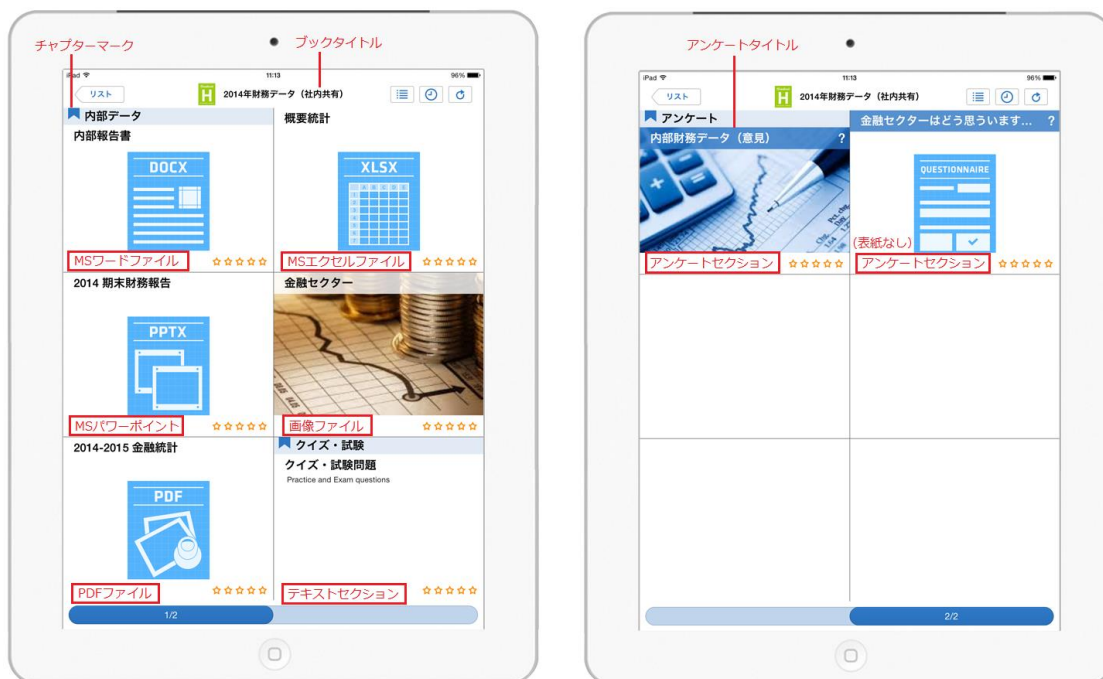 チャプターマーク
ブックタイトル
iPad
11:13
96%
リスト
H
2014年財務データ（社内共有）
内部データ
内部報告書
DOCX
MSワードファイル
概要統計
XLSX
MSエクセルファイル
2014 期末財務報告
PPTX
MSパワーポイント
金融セクター
画像ファイル
2014-2015 金融統計
PDF
PDFファイル
クイズ・試験
クイズ・試験問題
Practice and Exam questions
テキストセクション
1/2
アンケートタイトル
iPad
11:13
96%
リスト
H
2014年財務データ（社内共有）
アンケート
内部財務データ（意見）
?
アンケートセクション
金融セクターはどう思ういます...
?
QUESTIONNAIRE
(表紙なし)
アンケートセクション
2/2